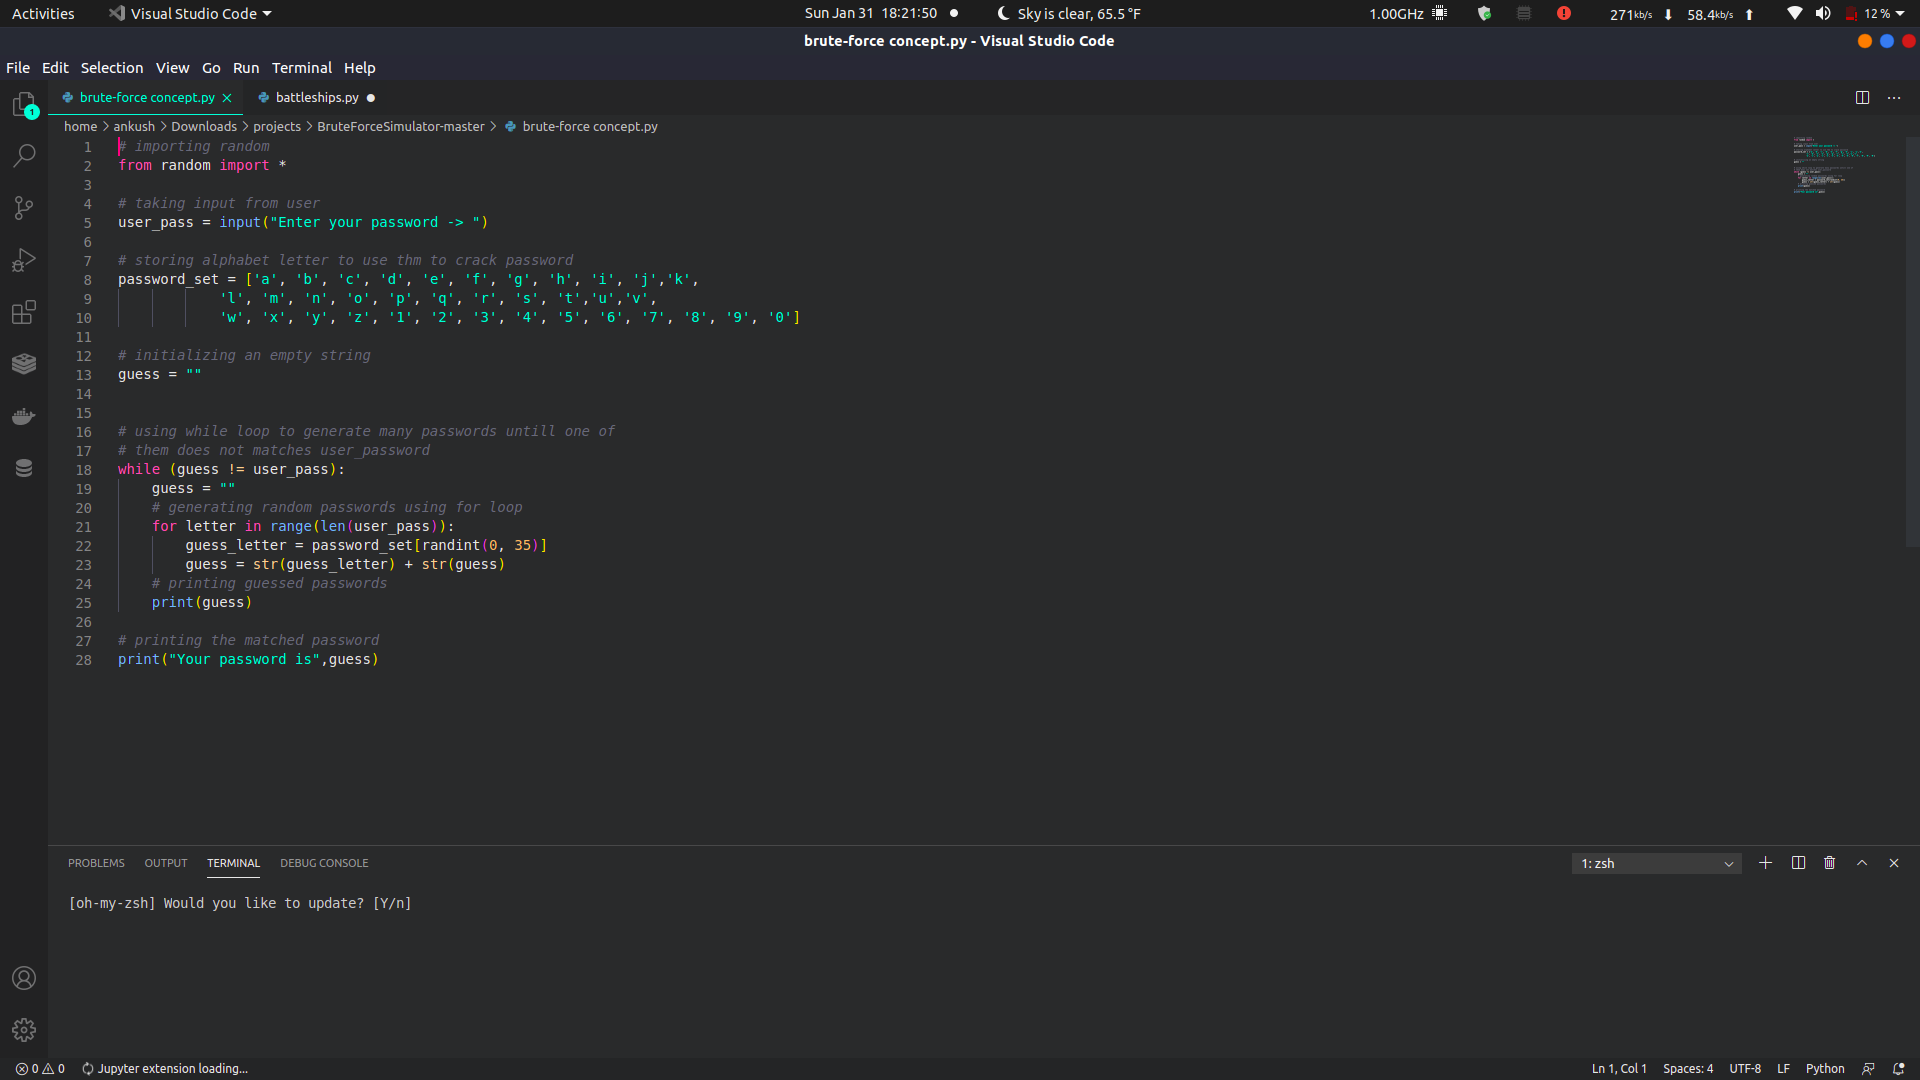 Activities Visual Studio Code Sun Jan 31 18:21:50 Sky is clear, 65.5 °F 1.00GHz 271kb/s 58.4kb/s 12 %
brute-force concept.py - Visual Studio Code
File Edit Selection View Go Run Terminal Help
brute-force concept.py battleships.py
home > ankush > Downloads > projects > BruteForceSimulator-master > brute-force concept.py
1 # importing random
2 from random import *
3
4 # taking input from user
5 user_pass = input("Enter your password -> ")
6
7 # storing alphabet letter to use thm to crack password
8 password_set = ['a', 'b', 'c', 'd', 'e', 'f', 'g', 'h', 'i', 'j','k',
9 'l', 'm', 'n', 'o', 'p', 'q', 'r', 's', 't','u','v',
10 'w', 'x', 'y', 'z', '1', '2', '3', '4', '5', '6', '7', '8', '9', '0']
11
12 # initializing an empty string
13 guess = ""
14
15
16 # using while loop to generate many passwords untill one of
17 # them does not matches user_password
18 while (guess != user_pass):
19 guess = ""
20 # generating random passwords using for loop
21 for letter in range(len(user_pass)):
22 guess_letter = password_set[randint(0, 35)]
23 guess = str(guess_letter) + str(guess)
24 # printing guessed passwords
25 print(guess)
26
27 # printing the matched password
28 print("Your password is",guess)
PROBLEMS OUTPUT TERMINAL DEBUG CONSOLE 1: zsh
[oh-my-zsh] Would you like to update? [Y/n]
0 0 Jupyter extension loading... Ln 1, Col 1 Spaces: 4 UTF-8 LF Python